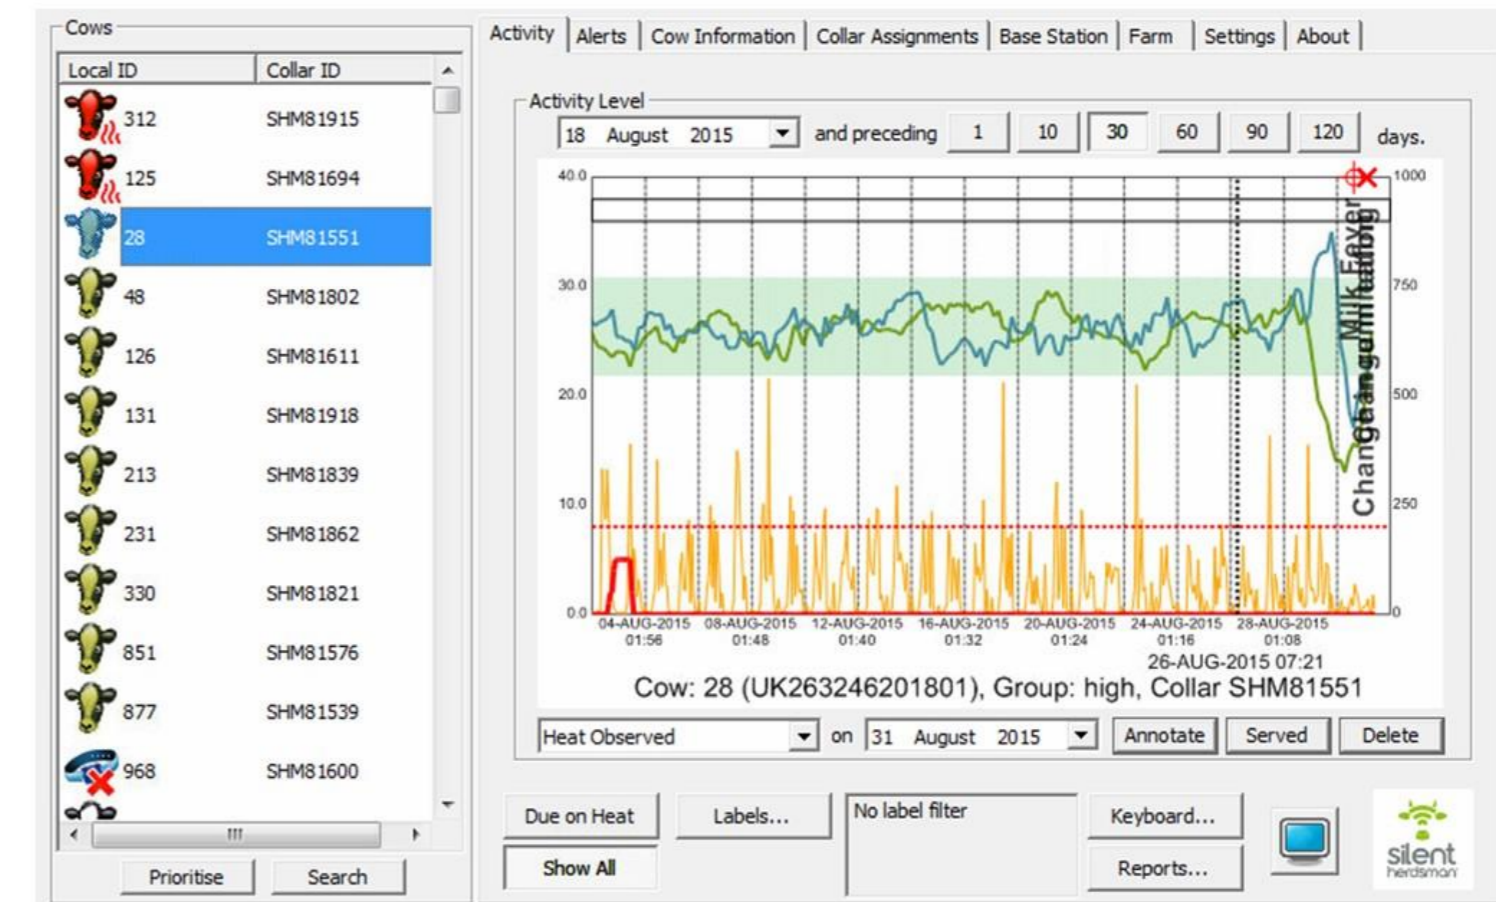 Cows
Local ID Collar ID
312 SHM81915
125 SHM81694
28 SHM81551
48 SHM81802
126 SHM81611
131 SHM81918
213 SHM81839
231 SHM81862
330 SHM81821
851 SHM81576
877 SHM81539
968 SHM81600
Prioritise Search
Activity Alerts Cow Information Collar Assignments Base Station Farm Settings About
Activity Level
18 August 2015 and preceding 1 10 30 60 90 120 days.
40.0 1000
30.0 750
20.0 500
10.0 250
0.0 0
Milk Fever
04-AUG-2015 08-AUG-2015 12-AUG-2015 16-AUG-2015 20-AUG-2015 24-AUG-2015 28-AUG-2015
01:56 01:48 01:40 01:32 01:24 01:16 01:08
26-AUG-2015 07:21
Cow: 28 (UK263246201801), Group: high, Collar SHM81551
Heat Observed on 31 August 2015 Annotate Served Delete
Due on Heat Labels... No label filter Keyboard...
Show All Reports...
silent
herdsman